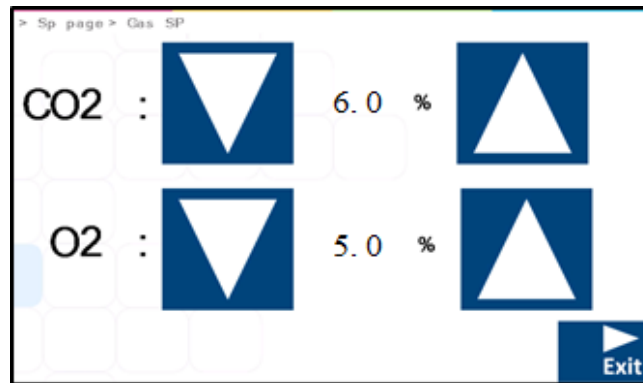 > Sp page > Gas SP
CO2 : 6.0 %
O2 : 5.0 %
Exit